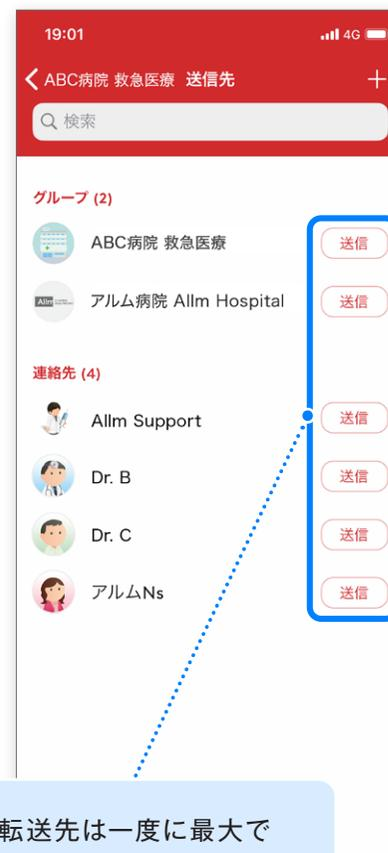 19:01
4G
ABC病院 救急医療 送信先
検索
グループ (2)
ABC病院 救急医療 送信
アルム病院 Allm Hospital 送信
連絡先 (4)
Allm Support 送信
Dr. B 送信
Dr. C 送信
アルムNs 送信
転送先は一度に最大で